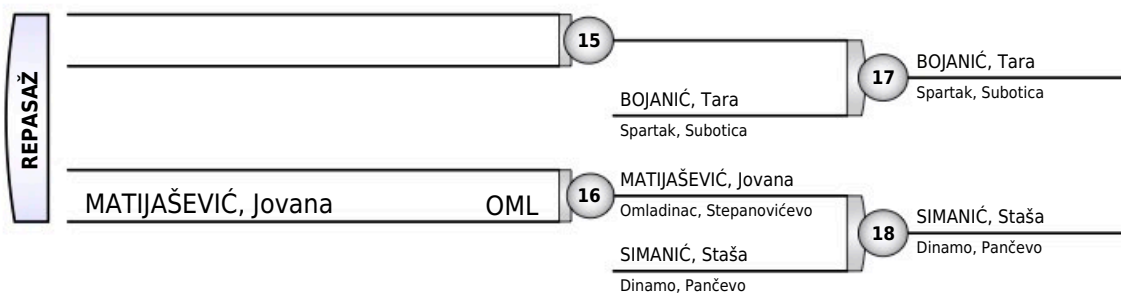 REPASAŽ
15
BOJANIĆ, Tara
Spartak, Subotica
17
BOJANIĆ, Tara
Spartak, Subotica
MATIJAŠEVIĆ, Jovana OML
16
MATIJAŠEVIĆ, Jovana
Omladinac, Stepanovićevo
SIMANIĆ, Staša
Dinamo, Pančevo
18
SIMANIĆ, Staša
Dinamo, Pančevo